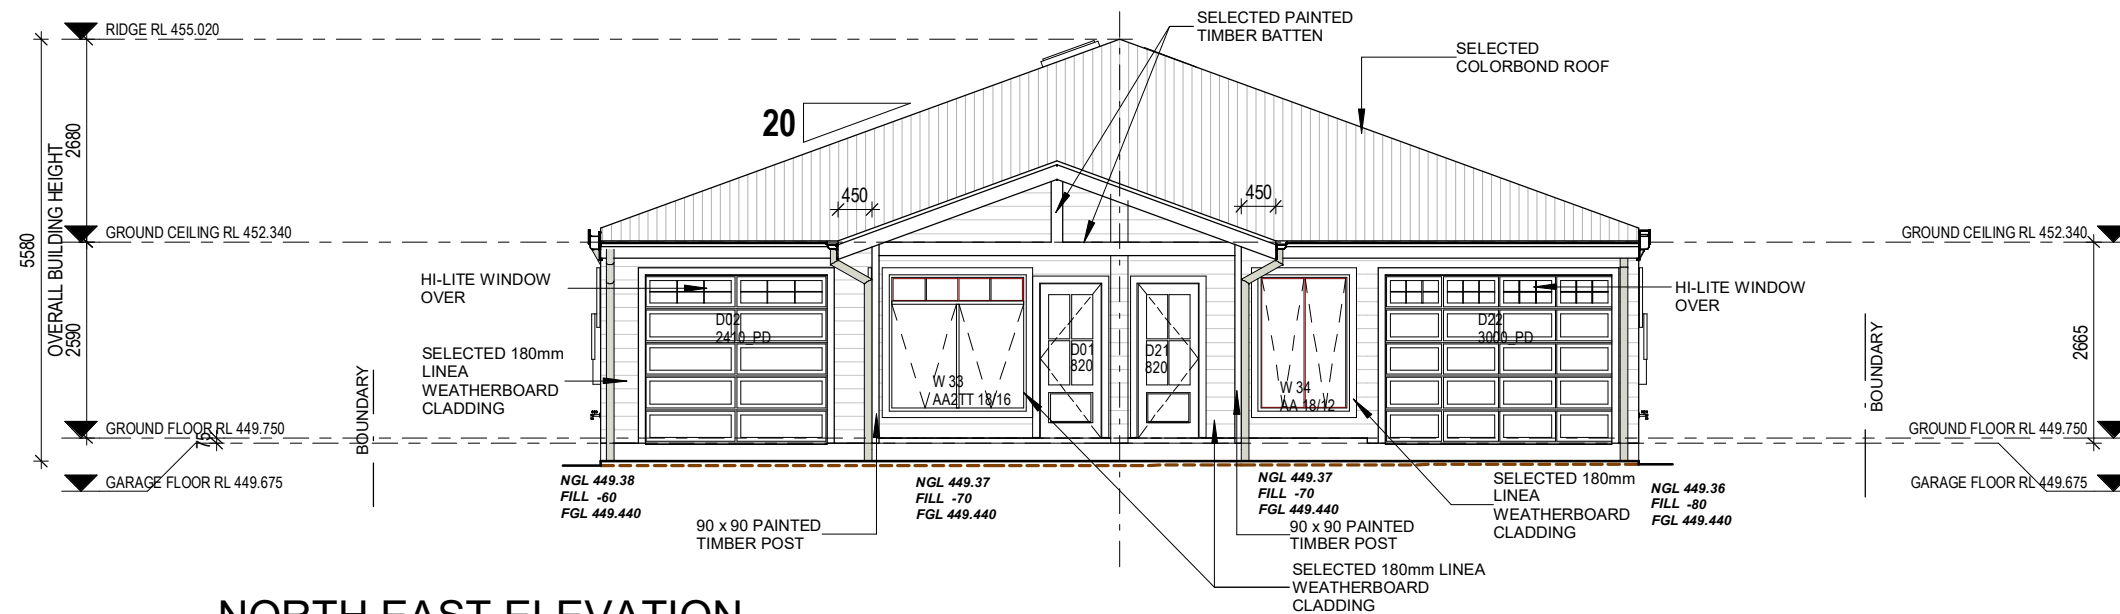 RIDGE RL 455.020
SELECTED PAINTED
TIMBER BATTEN
SELECTED
COLORBOND ROOF
20
2680
OVERALL BUILDING HEIGHT
5580
2590
450
450
GROUND CEILING RL 452.340
GROUND CEILING RL 452.340
HI-LITE WINDOW
OVER
HI-LITE WINDOW
OVER
D02
2410_PD
D22
3000_PD
SELECTED 180mm
LINEA
WEATHERBOARD
CLADDING
D01
820
D21
820
W 33
AA2TT 18/16
W 34
AA 18/12
BOUNDARY
BOUNDARY
2665
GROUND FLOOR RL 449.750
75
GARAGE FLOOR RL 449.675
GROUND FLOOR RL 449.750
GARAGE FLOOR RL 449.675
NGL 449.38
FILL -60
FGL 449.440
NGL 449.37
FILL -70
FGL 449.440
NGL 449.37
FILL -70
FGL 449.440
NGL 449.36
FILL -80
FGL 449.440
SELECTED 180mm
LINEA
WEATHERBOARD
CLADDING
90 x 90 PAINTED
TIMBER POST
90 x 90 PAINTED
TIMBER POST
SELECTED 180mm LINEA
WEATHERBOARD
CLADDING
NORTH EAST ELEVATION